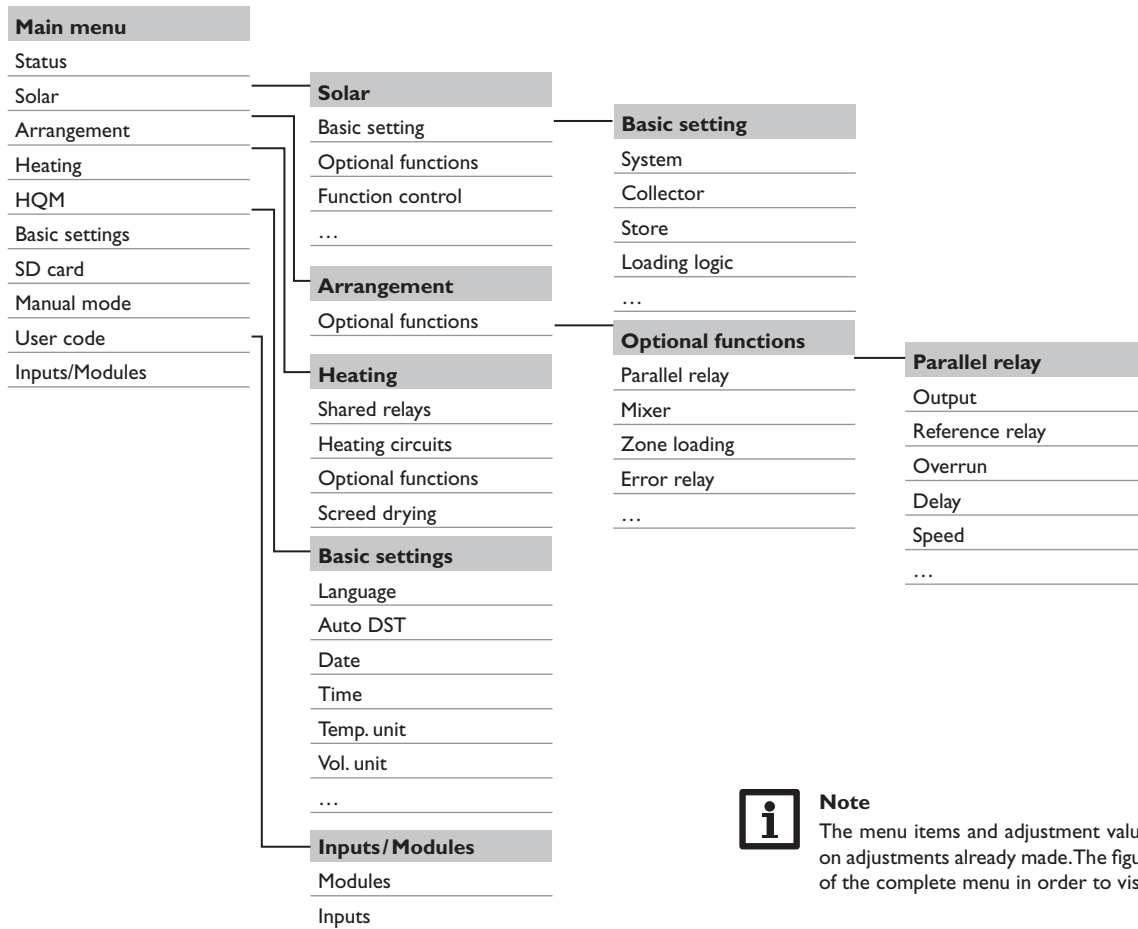 Main menu
Status
Solar
Arrangement
Heating
HQM
Basic settings
SD card
Manual mode
User code
Inputs/Modules
Solar
Basic setting
Optional functions
Function control
…
Arrangement
Optional functions
Heating
Shared relays
Heating circuits
Optional functions
Screed drying
Basic settings
Language
Auto DST
Date
Time
Temp. unit
Vol. unit
…
Inputs/Modules
Modules
Inputs
Basic setting
System
Collector
Store
Loading logic
…
Optional functions
Parallel relay
Mixer
Zone loading
Error relay
…
Parallel relay
Output
Reference relay
Overrun
Delay
Speed
…
i
Note
The menu items and adjustment valu
on adjustments already made. The figu
of the complete menu in order to vis